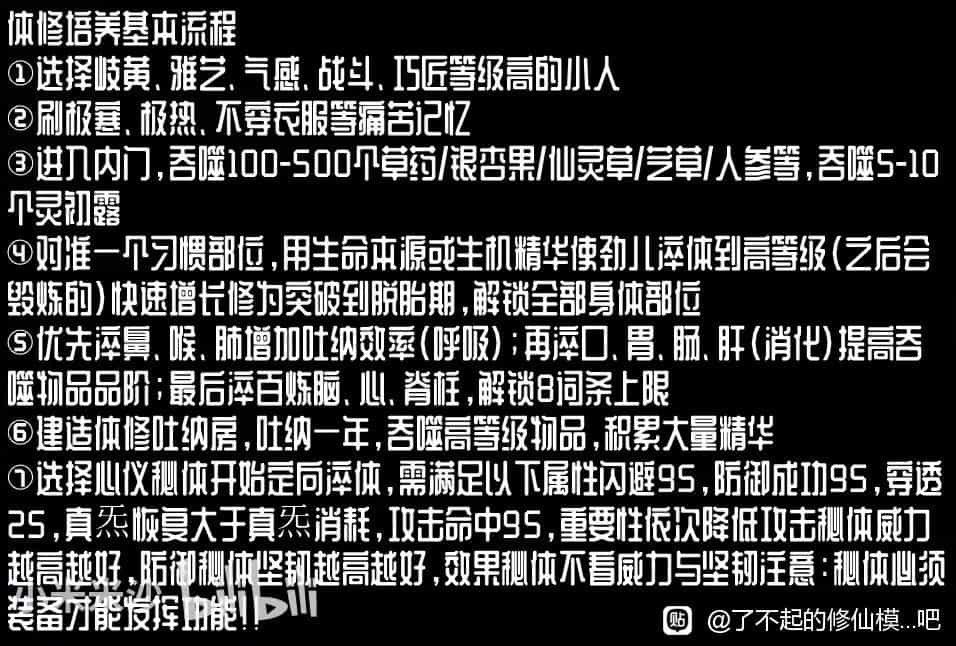 体修培养基本流程
①选择岐黄、雅艺、气感、战斗、巧匠等级高的小人
②刷极寒、极热、不穿衣服等痛苦记忆
③进入内门,吞噬100-500个草药/银杏果/仙灵草/芝草/人参等,吞噬5-10
个灵初露
④对准一个习惯部位,用生命本源或生机精华使劲儿淬体到高等级(之后会
毁炼的)快速增长修为突破到脱胎期,解锁全部身体部位
⑤优先淬鼻、喉、肺增加吐纳效率(呼吸);再淬口、胃、肠、肝(消化)提高吞
噬物品品阶;最后淬百炼脑、心、脊柱,解锁8词条上限
⑥建造体修吐纳房,吐纳一年,吞噬高等级物品,积累大量精华
⑦选择心仪秘体开始定向淬体,需满足以下属性闪避95,防御成功95,穿透
25,真炁恢复大于真炁消耗,攻击命中95,重要性依次降低攻击秘体威力
越高越好,防御秘体坚韧越高越好,效果秘体不看威力与坚韧注意:秘体必须
装备才能发挥功能!!
小米米沙 bilibili
贴 @了不起的修仙模...吧